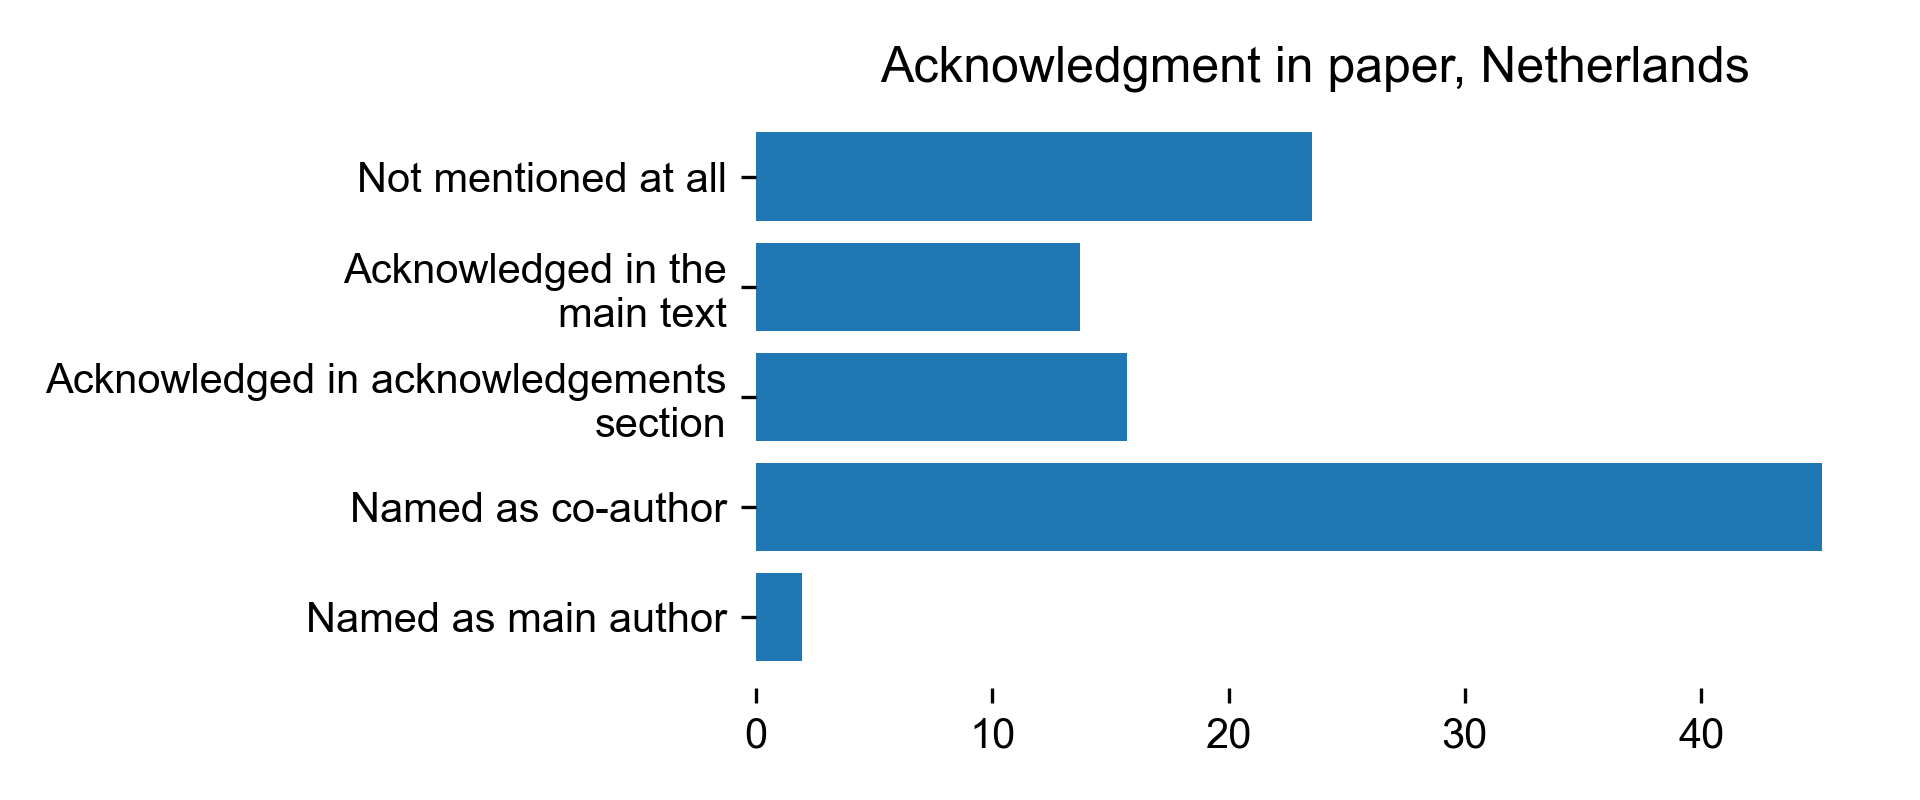 Acknowledgment in paper, Netherlands
Not mentioned at all
Acknowledged in the
main text
Acknowledged in acknowledgements
section
Named as co-author
Named as main author
0 10 20 30 40